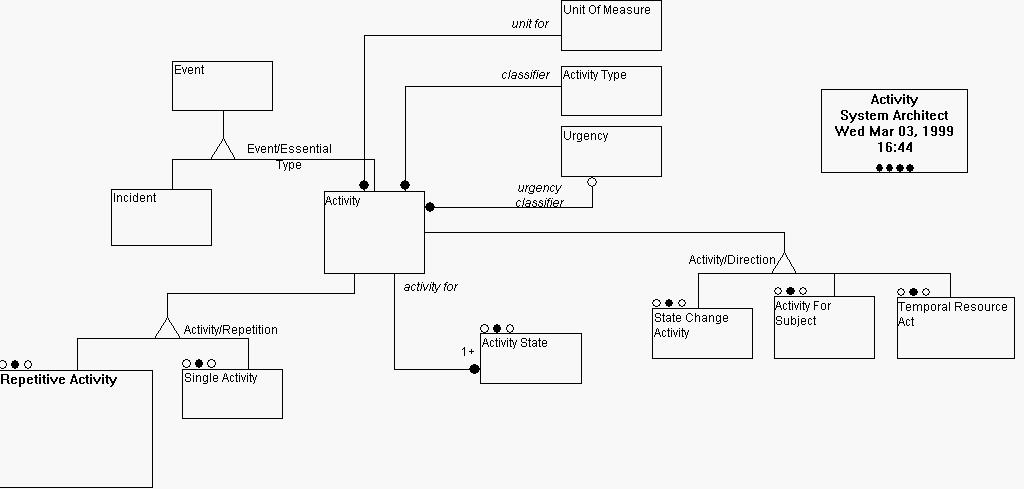 Unit Of Measure
unit for
Event
classifier
Activity Type
Activity
System Architect
Wed Mar 03, 1999
16:44
Urgency
Event/Essential
Type
Incident
urgency
classifier
Activity
Activity/Direction
activity for
State Change
Activity
Activity For
Subject
Temporal Resource
Act
Activity/Repetition
1+
Activity State
Repetitive Activity
Single Activity